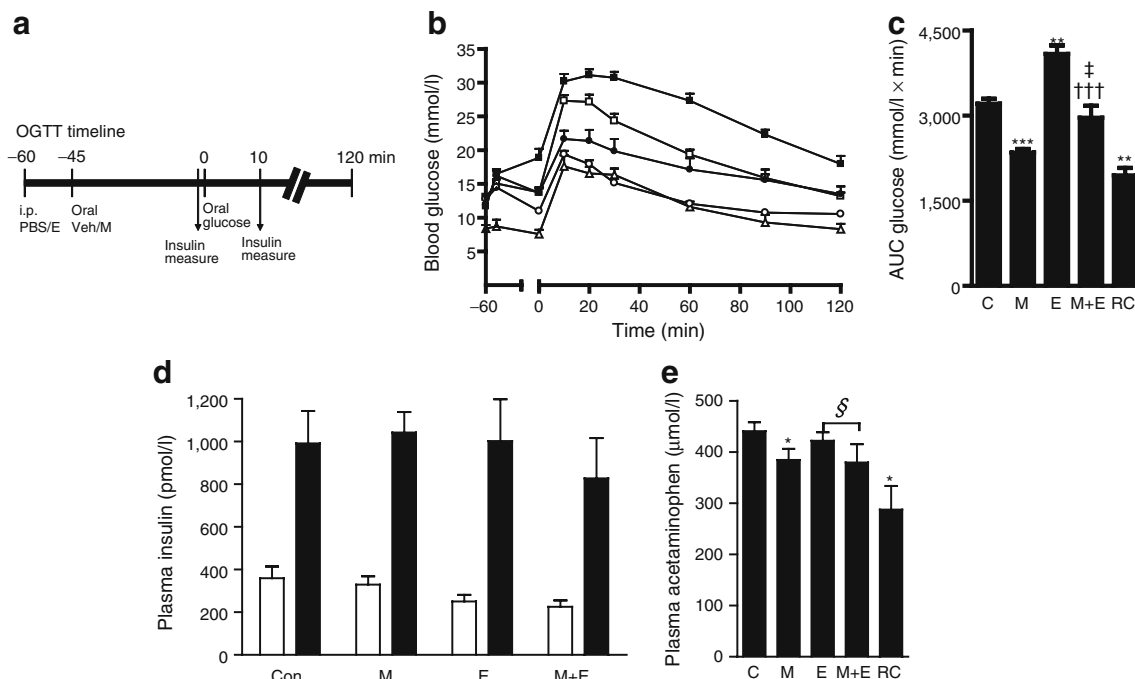 a
OGTT timeline
–60 –45 0 10 120 min
i.p.
PBS/E
Oral
Veh/M
Oral
glucose
Insulin
measure
Insulin
measure
b
Blood glucose (mmol/l)
35
30
25
20
15
10
5
–60 0 20 40 60 80 100 120
Time (min)
c
AUC glucose (mmol/l × min)
4,500
3,000
1,500
0
***
**
‡
†††
**
C M E M+E RC
d
Plasma insulin (pmol/l)
1,200
1,000
800
600
400
200
0
Con M E M+E
e
Plasma acetaminophen (μmol/l)
500
400
300
200
100
0
*
§
*
C M E M+E RC